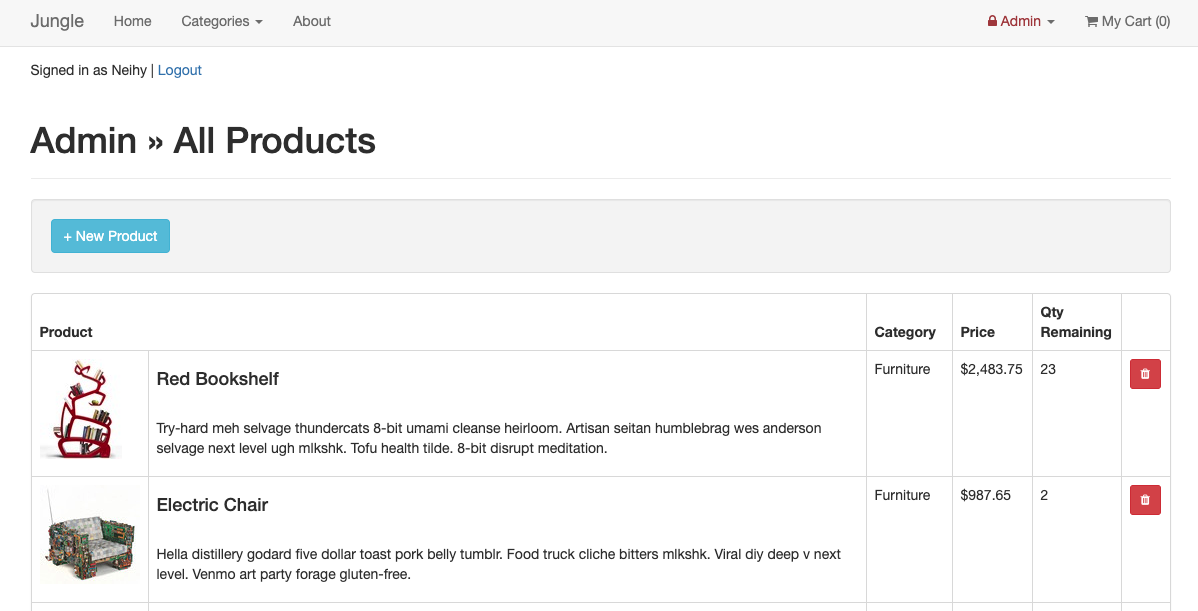 Jungle Home Categories About Admin My Cart (0)
Signed in as Neihy | Logout
Admin » All Products
+ New Product
Product Category Price Qty Remaining
Red Bookshelf Furniture $2,483.75 23
Try-hard meh selvage thundercats 8-bit umami cleanse heirloom. Artisan seitan humblebrag wes anderson
selvage next level ugh mlkshk. Tofu health tilde. 8-bit disrupt meditation.
Electric Chair Furniture $987.65 2
Hella distillery godard five dollar toast pork belly tumblr. Food truck cliche bitters mlkshk. Viral diy deep v next
level. Venmo art party forage gluten-free.